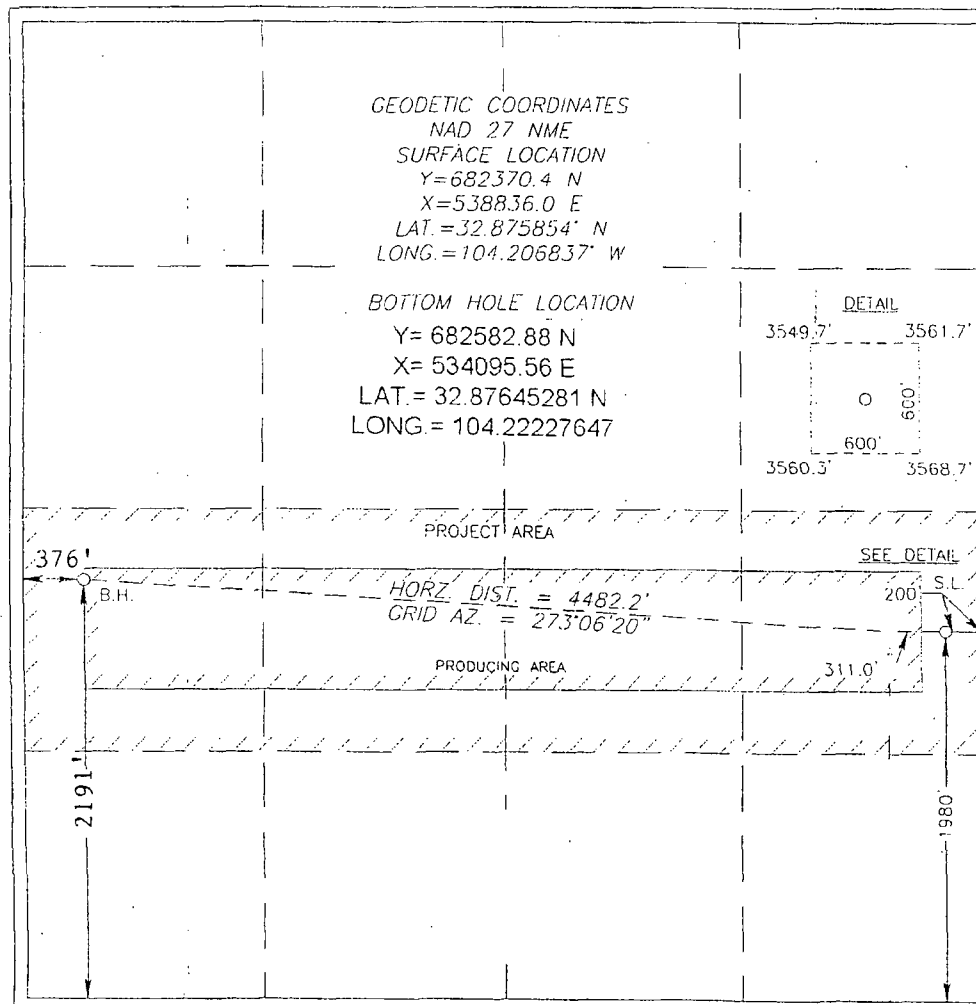 GEODETIC COORDINATES
NAD 27 NME
SURFACE LOCATION
Y=682370.4 N
X=538836.0 E
LAT.=32.875854° N
LONG.=104.206837° W
BOTTOM HOLE LOCATION
Y= 682582.88 N
X= 534095.56 E
LAT.= 32.87645281 N
LONG.= 104.22227647
DETAIL
3549.7' 3561.7'
600'
600'
3560.3' 3568.7'
PROJECT AREA
376'
SEE DETAIL
B.H.
HORZ. DIST. = 4482.2'
GRID AZ. = 273°06'20"
200' S.L.
PRODUCING AREA
311.0'
2191'
1980'